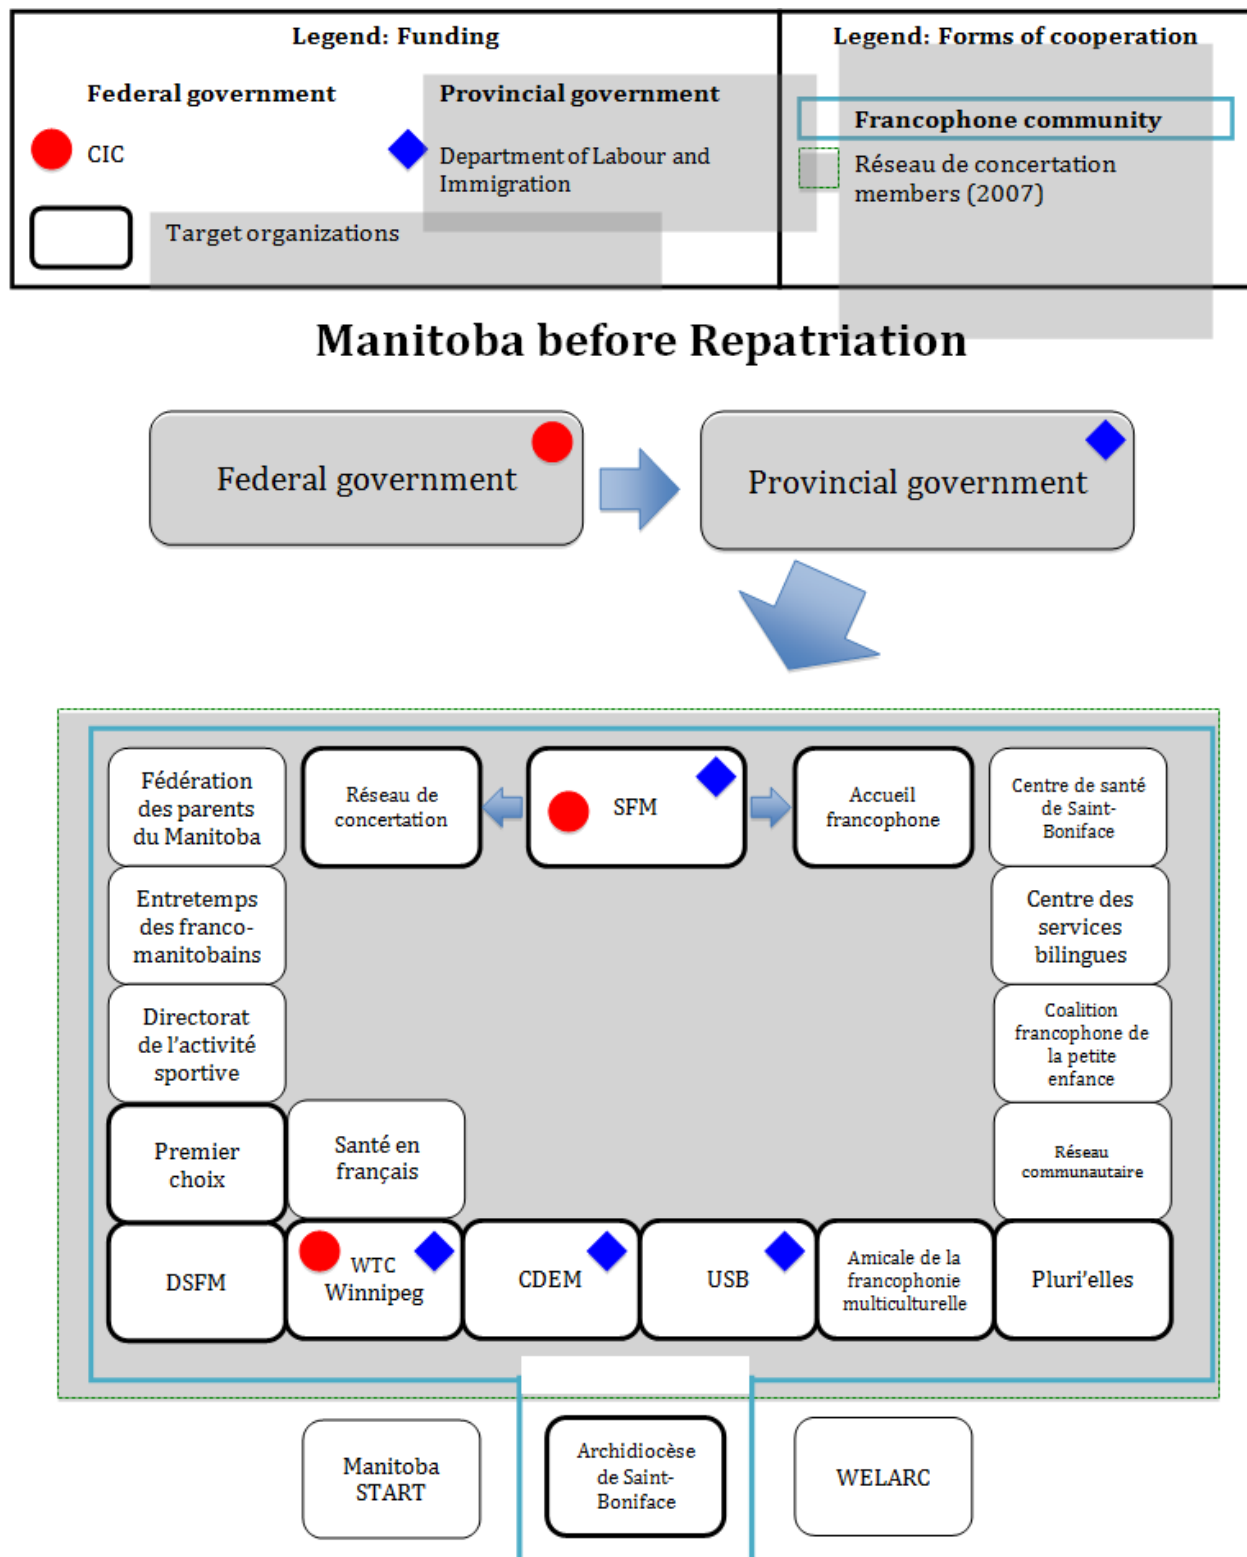 Legend: Funding
Legend: Forms of cooperation
Federal government
Provincial government
Francophone community
CIC
Department of Labour and
Immigration
Réseau de concertation
members (2007)
Target organizations
Manitoba before Repatriation
Federal government
Provincial government
Fédération
des parents
du Manitoba
Réseau de
concertation
SFM
Accueil
francophone
Centre de santé
de Saint-
Boniface
Entretemps
des franco-
manitobains
Centre des
services
bilingues
Directorat
de l'activité
sportive
Coalition
francophone de
la petite
enfance
Premier
choix
Santé en
français
Réseau
communautaire
DSFM
WTC
Winnipeg
CDEM
USB
Amicale de la
francophonie
multiculturelle
Pluri'elles
Manitoba
START
Archidiocèse
de Saint-
Boniface
WELARC